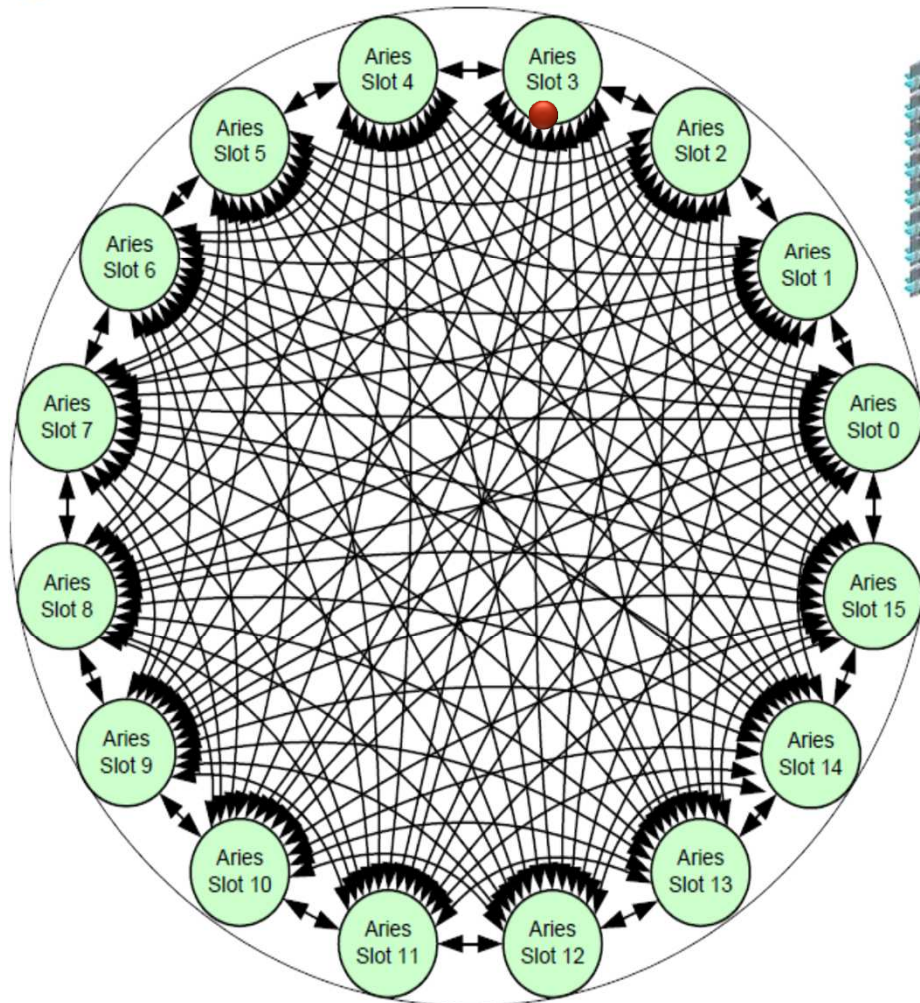 Aries
Slot 4
Aries
Slot 3
Aries
Slot 5
Aries
Slot 2
Aries
Slot 6
Aries
Slot 1
Aries
Slot 7
Aries
Slot 0
Aries
Slot 8
Aries
Slot 15
Aries
Slot 9
Aries
Slot 14
Aries
Slot 10
Aries
Slot 13
Aries
Slot 11
Aries
Slot 12